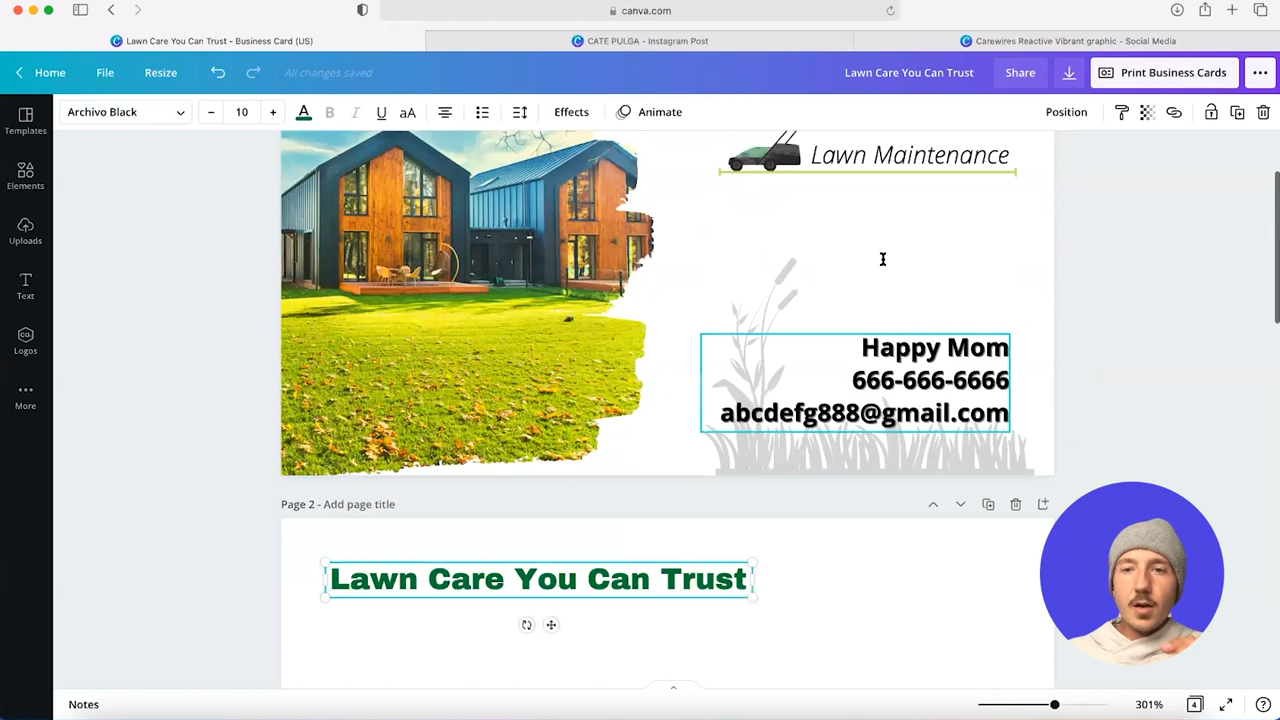 canva.com
Lawn Care You Can Trust - Business Card (US)
CATE PULGA - Instagram Post
Carewires Reactive Vibrant graphic - Social Media
Home
File
Resize
All changes saved
Lawn Care You Can Trust
Share
Print Business Cards
Archivo Black
10
A
B
I
U
aA
Effects
Animate
Position
Templates
Elements
Uploads
Text
CO.
Logos
More
Lawn Maintenance
Happy Mom
666-666-6666
abcdefg888@gmail.com
Page 2 - Add page title
Lawn Care You Can Trust
Notes
301%
4